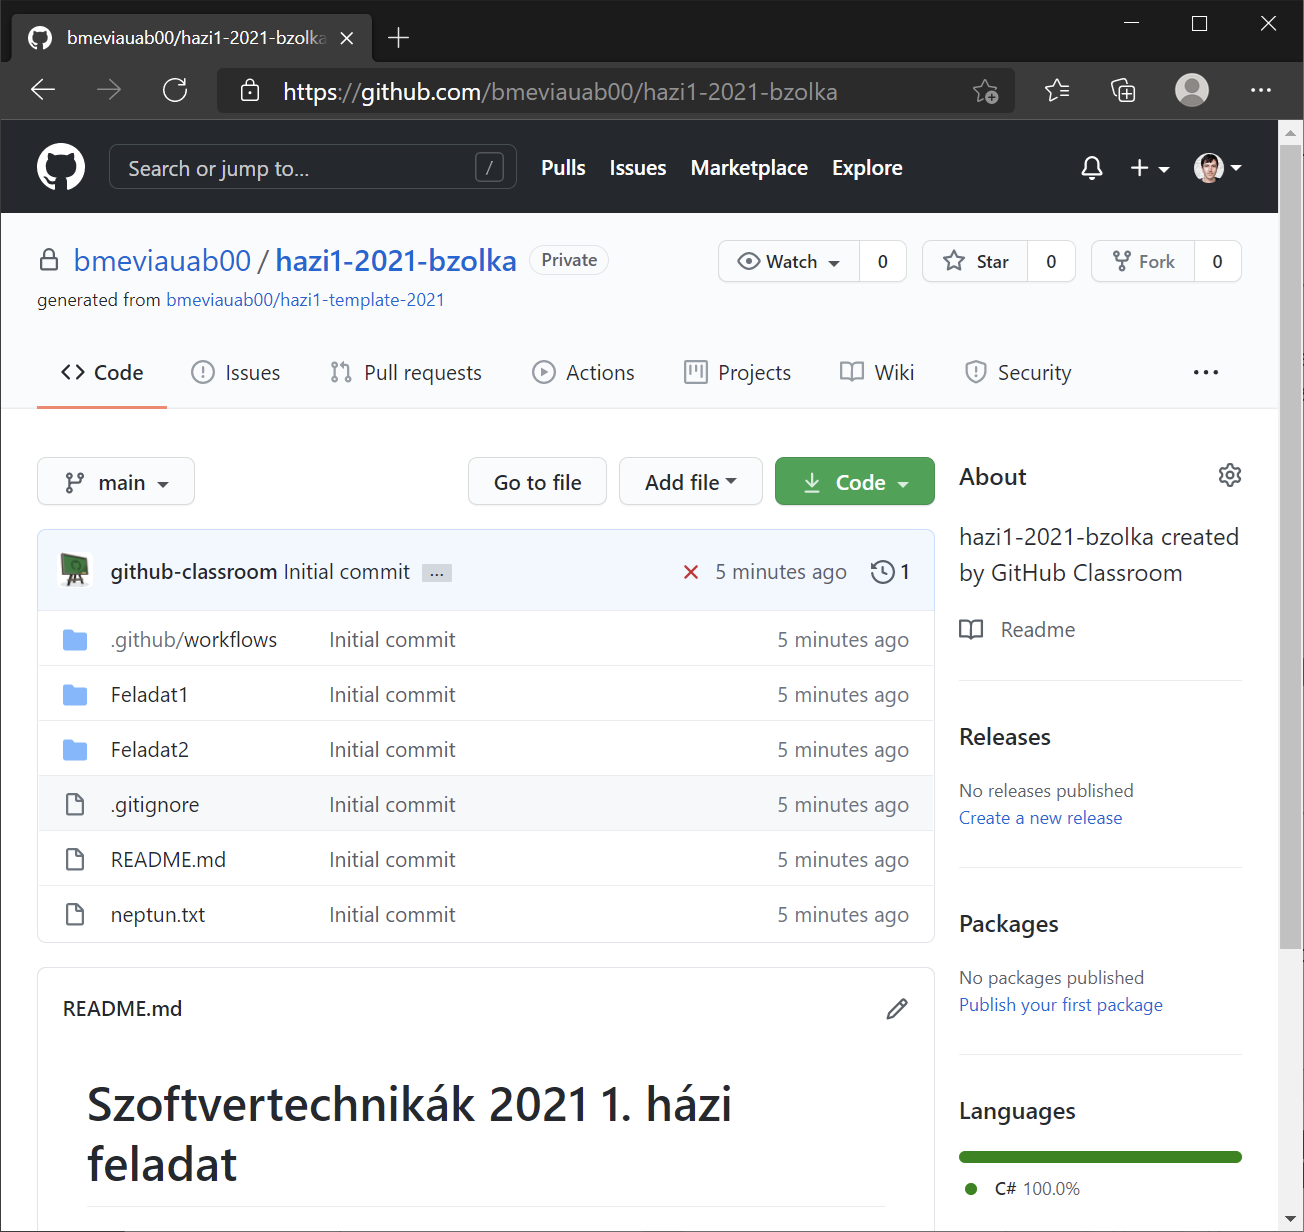 bmeviauab00/hazi1-2021-bzolka
https://github.com/bmeviauab00/hazi1-2021-bzolka
Search or jump to... / Pulls Issues Marketplace Explore
bmeviauab00 / hazi1-2021-bzolka Private Watch 0 Star 0 Fork 0
generated from bmeviauab00/hazi1-template-2021
Code Issues Pull requests Actions Projects Wiki Security ...
main Go to file Add file Code
github-classroom Initial commit ... 5 minutes ago 1
.github/workflows Initial commit 5 minutes ago
Feladat1 Initial commit 5 minutes ago
Feladat2 Initial commit 5 minutes ago
.gitignore Initial commit 5 minutes ago
README.md Initial commit 5 minutes ago
neptun.txt Initial commit 5 minutes ago
README.md
Szoftvertechnikák 2021 1. házi
feladat
About
hazi1-2021-bzolka created
by GitHub Classroom
Readme
Releases
No releases published
Create a new release
Packages
No packages published
Publish your first package
Languages
C# 100.0%